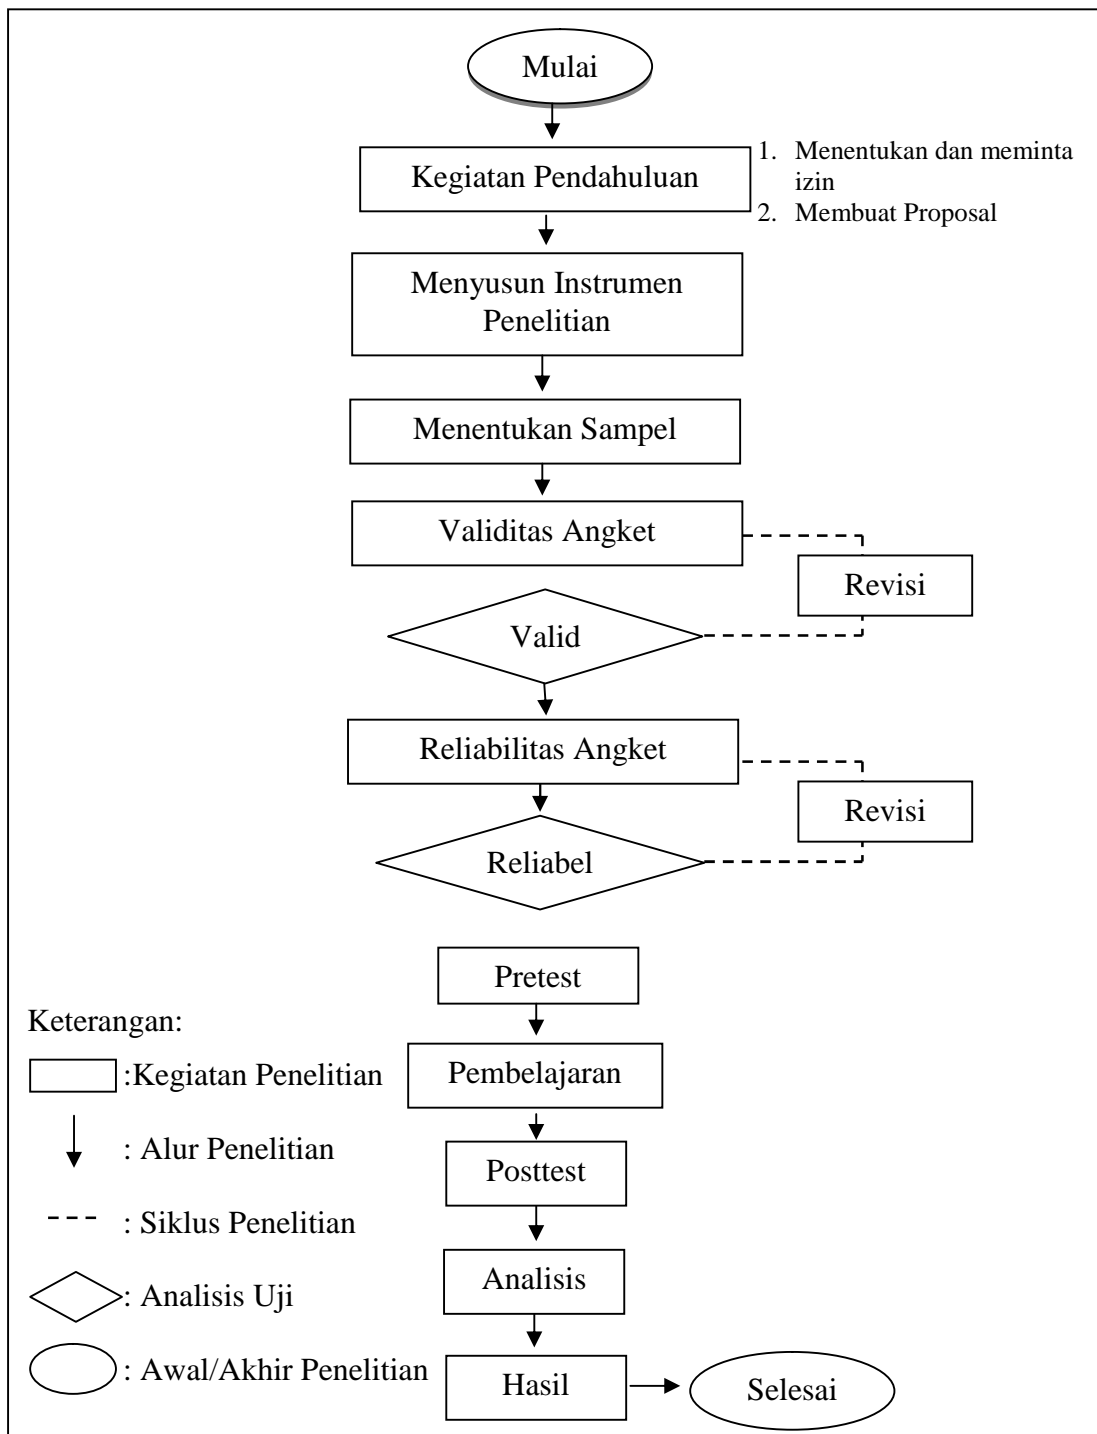 Mulai
Kegiatan Pendahuluan
1. Menentukan dan meminta
izin
2. Membuat Proposal
Menyusun Instrumen
Penelitian
Menentukan Sampel
Validitas Angket
Revisi
Valid
Reliabilitas Angket
Revisi
Reliabel
Pretest
Pembelajaran
Posttest
Analisis
Hasil
Selesai
Keterangan:
:Kegiatan Penelitian
: Alur Penelitian
: Siklus Penelitian
: Analisis Uji
: Awal/Akhir Penelitian